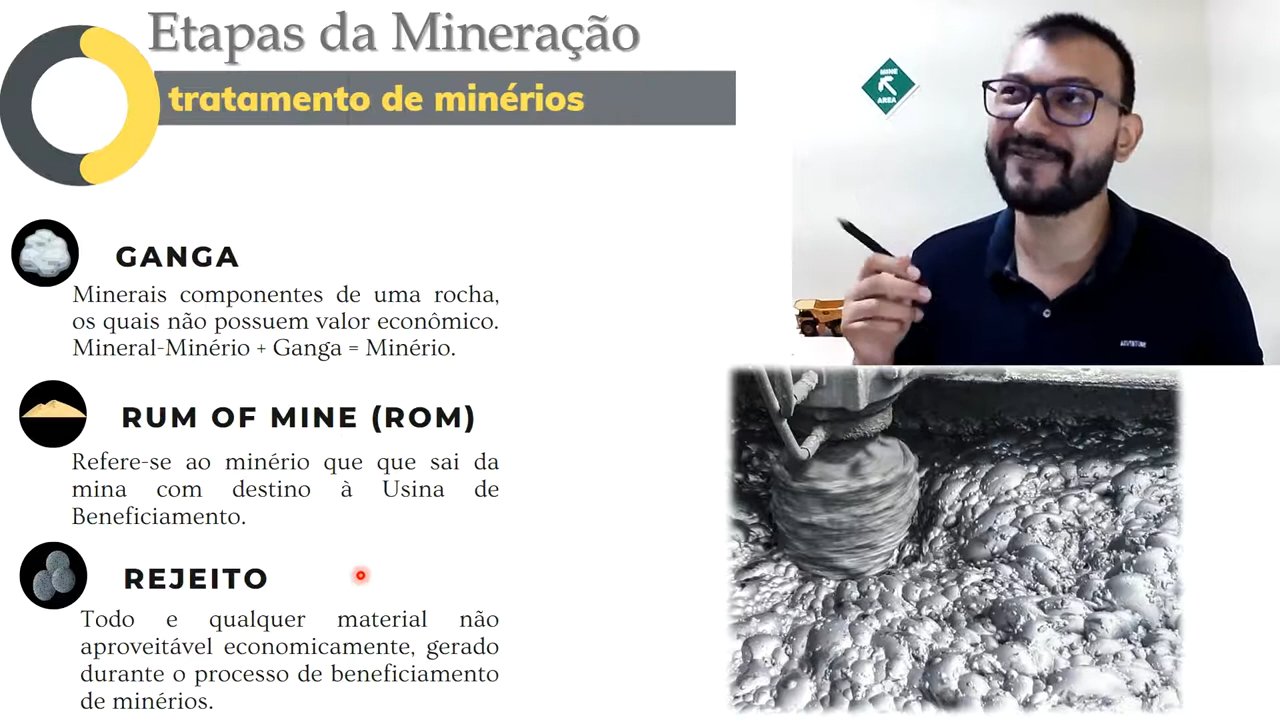 Etapas da Mineração
tratamento de minérios
MINE
AREA
GANGA
Minerais componentes de uma rocha,
os quais não possuem valor econômico.
Mineral-Minério + Ganga = Minério.
RUM OF MINE (ROM)
Refere-se ao minério que que sai da
mina com destino à Usina de
Beneficiamento.
REJEITO
Todo e qualquer material não
aproveitável economicamente, gerado
durante o processo de beneficiamento
de minérios.